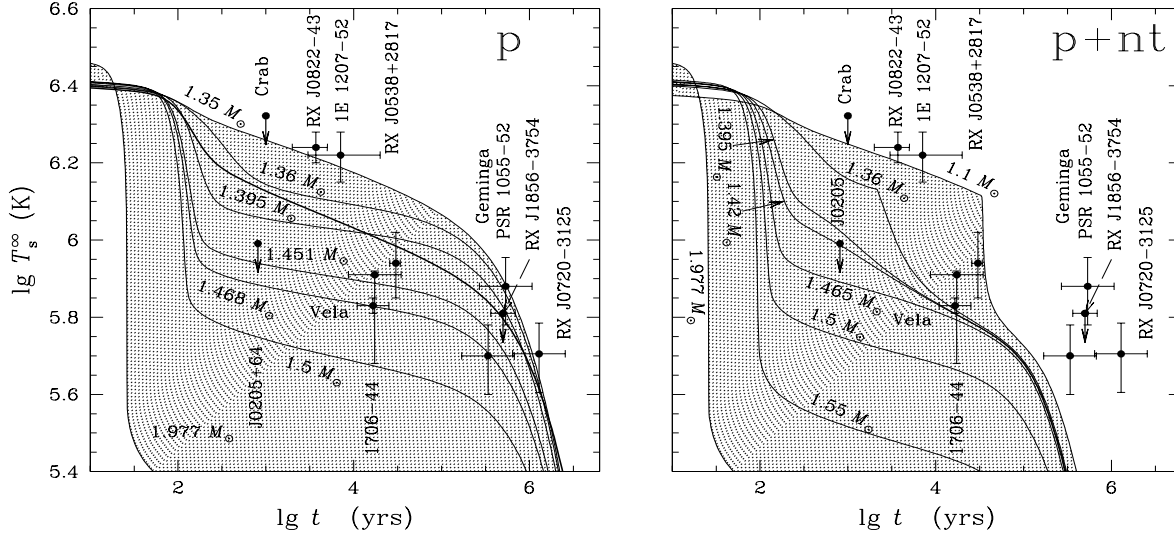 6.6
6.4
6.2
6
5.8
5.6
5.4
lg T_s^∞ (K)
2
4
6
lg t (yrs)
p
Crab
RX J0822−43
1E 1207−52
RX J0538+2817
Geminga
PSR 1055−52
RX J1856−3754
RX J0720−3125
1.35 M⊙
1.36 M⊙
1.395 M⊙
1.451 M⊙
1.468 M⊙
Vela
1.5 M⊙
J0205+64
1706−44
1.977 M⊙
2
4
6
lg t (yrs)
p+nt
Crab
RX J0822−43
1E 1207−52
RX J0538+2817
Geminga
PSR 1055−52
RX J1856−3754
RX J0720−3125
1.395 M⊙
1.42 M⊙
1.977 M⊙
J0205
1.36 M⊙
1.1 M⊙
1.465 M⊙
Vela
1.5 M⊙
1706−44
1.55 M⊙